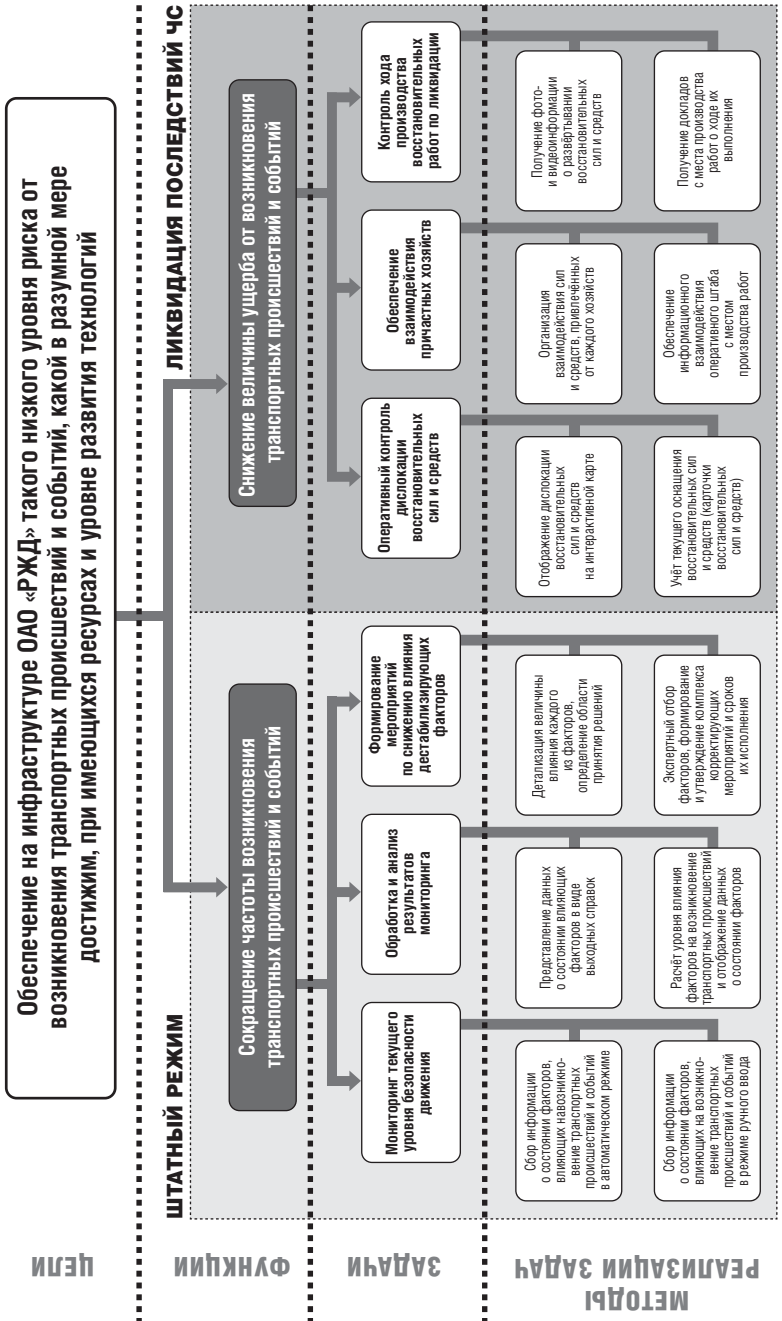 ЦЕЛИ
Обеспечение на инфраструктуре ОАО «РЖД» такого низкого уровня риска от
возникновения транспортных происшествий и событий, какой в разумной мере
достижим, при имеющихся ресурсах и уровне развития технологий
ФУНКЦИИ
ШТАТНЫЙ РЕЖИМ
ЛИКВИДАЦИЯ ПОСЛЕДСТВИЙ ЧС
Сокращение частоты возникновения
транспортных происшествий и событий
Снижение величины ущерба от возникновения
транспортных происшествий и событий
ЗАДАЧИ
Мониторинг текущего
уровня безопасности
движения
Обработка и анализ
результатов
мониторинга
Формирование
мероприятий
по снижению влияния
дестабилизирующих
факторов
Оперативный контроль
дислокации
восстановительных
сил и средств
Обеспечение
взаимодействия
причастных хозяйств
Контроль хода
производства
восстановительных
работ по ликвидации
МЕТОДЫ
РЕАЛИЗАЦИИ ЗАДАЧ
Сбор информации
о состоянии факторов,
влияющих навозникно-
вение транспортных
происшествий и событий
в автоматическом режиме
Представление данных
о состоянии влияющих
факторов в виде
выходных справок
Детализация величины
влияния каждого
из факторов,
определение области
принятия решений
Отображение дислокации
восстановительных
сил и средств
на интерактивной карте
Организация
взаимодействия сил
и средств, привлечённых
от каждого хозяйств
Получение фото-
и видеоинформации
о развёртывании
восстановительных
сил и средств
Сбор информации
о состоянии факторов,
влияющих на возникно-
вение транспортных
происшествий и событий
в режиме ручного ввода
Расчёт уровня влияния
факторов на возникновение
транспортных происшествий
и отображение данных
о состоянии факторов
Экспертный отбор
факторов, формирование
и утверждение комплекса
корректирующих
мероприятий и сроков
их исполнения
Учёт текущего оснащения
восстановительных сил
и средств (карточки
восстановительных
сил и средств)
Обеспечение
информационного
взаимодействия
оперативного штаба
с местом
производства работ
Получение докладов
с места производства
работ о ходе их
выполнения